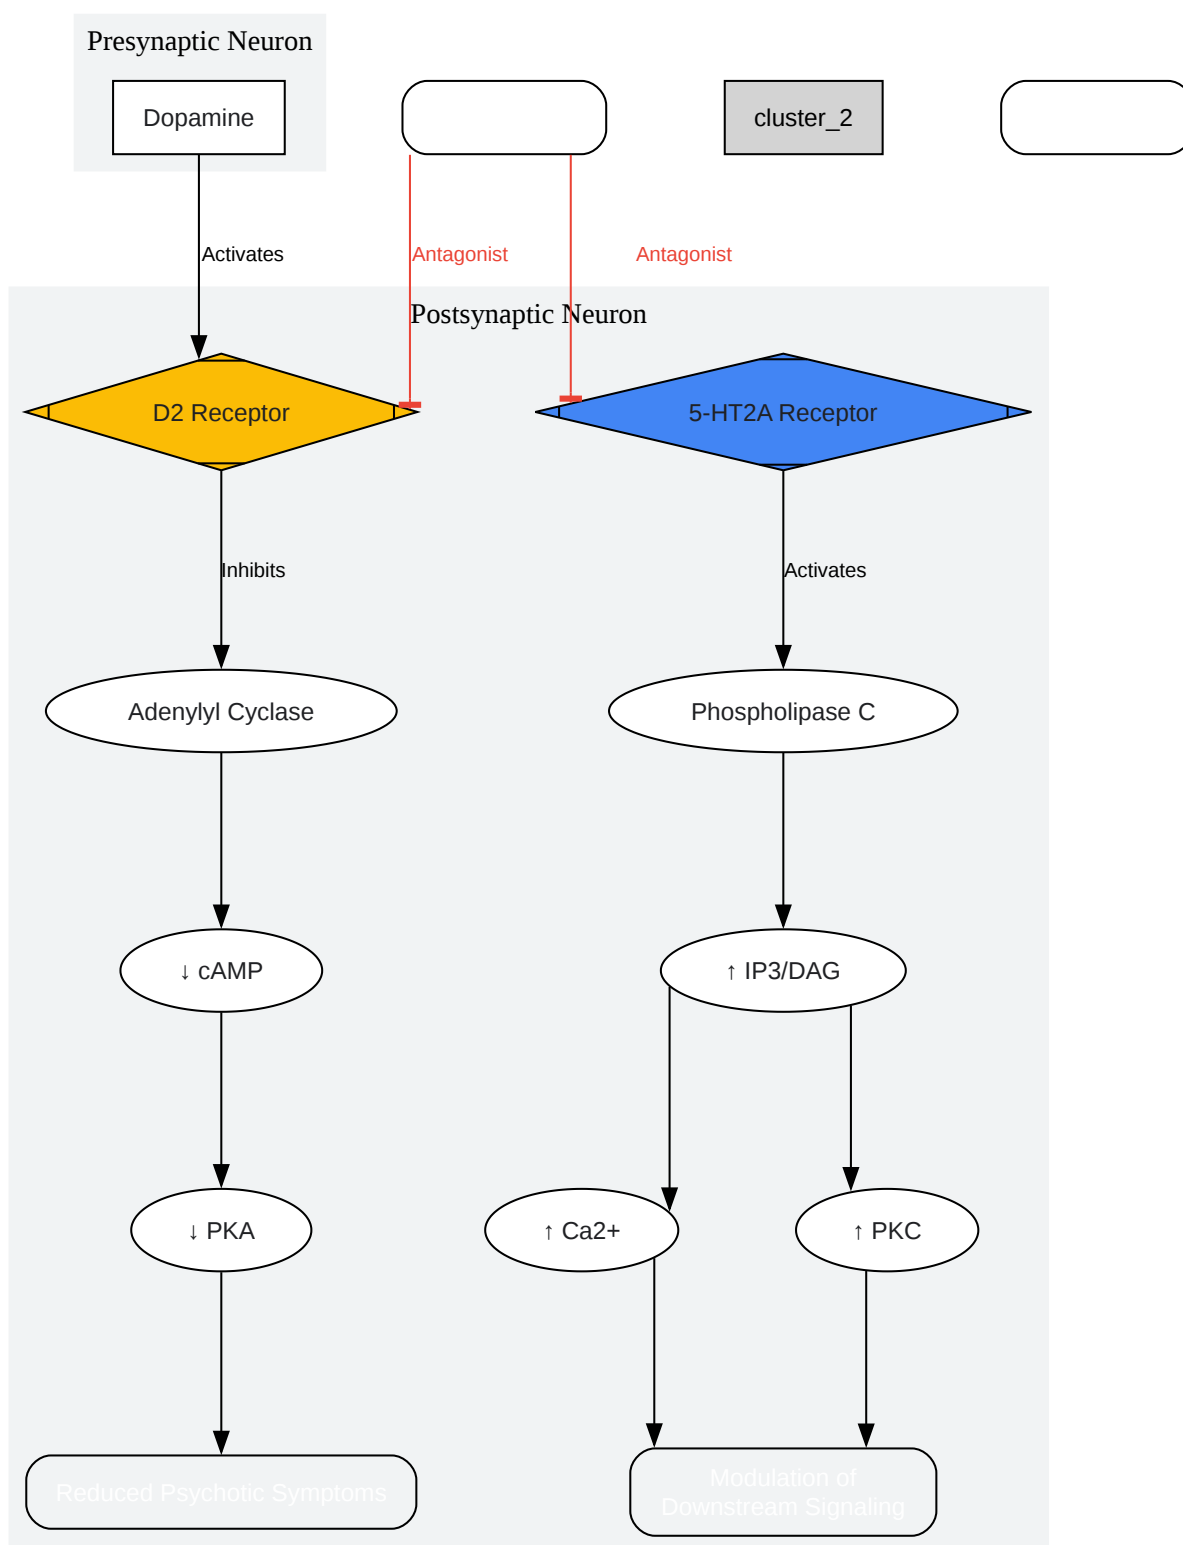 Presynaptic Neuron
Dopamine
cluster_2
Activates
Antagonist
Antagonist
Postsynaptic Neuron
D2 Receptor
5-HT2A Receptor
Inhibits
Activates
Adenylyl Cyclase
Phospholipase C
↓ cAMP
↑ IP3/DAG
↓ PKA
↑ Ca2+
↑ PKC
Reduced Psychotic Symptoms
Modulation of
Downstream Signaling